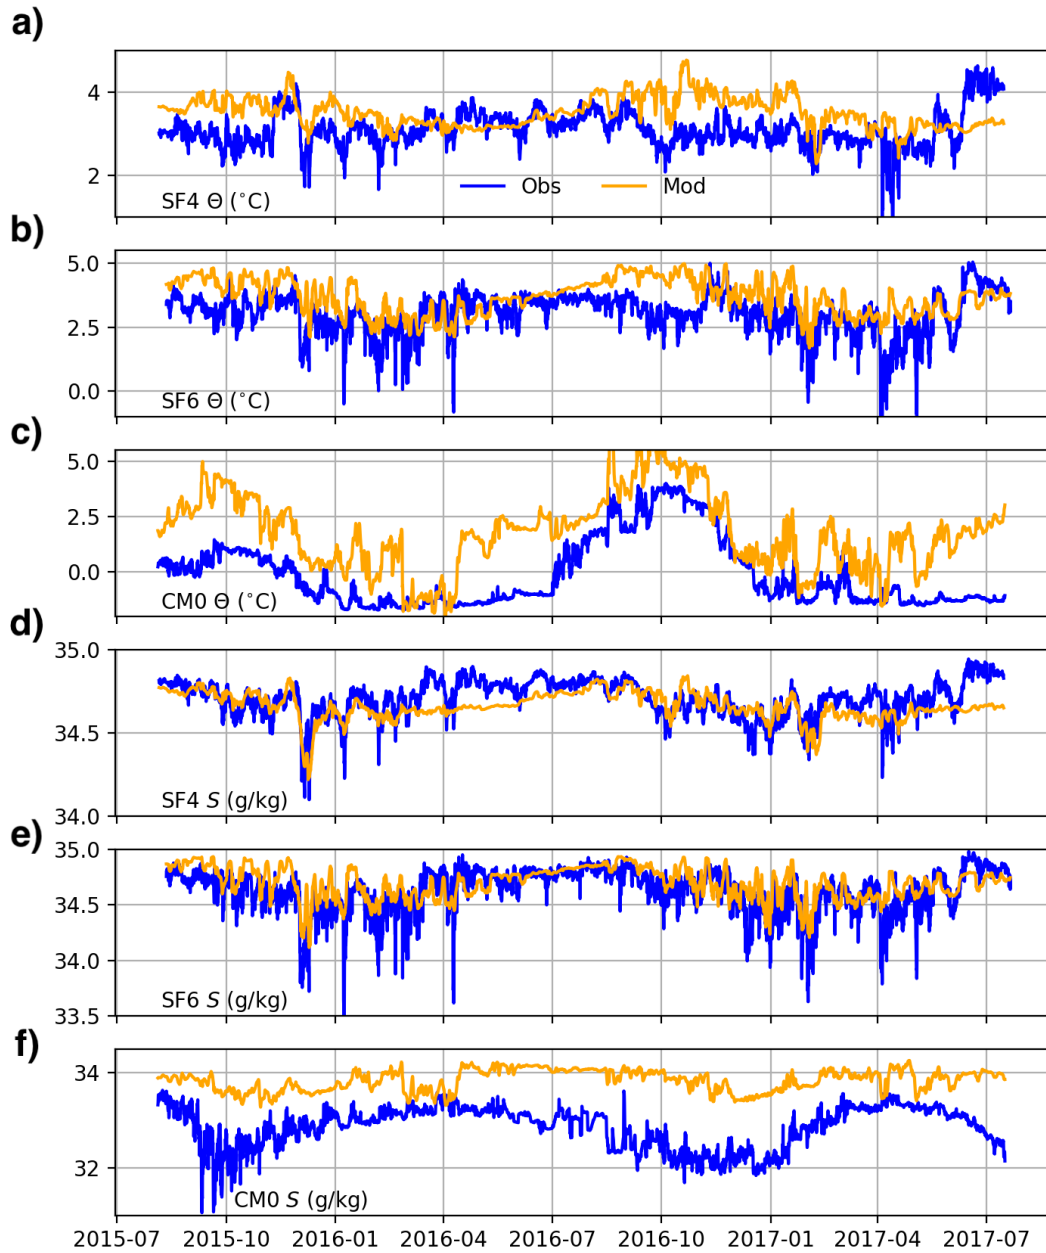 a)
4
2
Obs Mod
SF4 Θ (°C)
b)
5.0
2.5
0.0
SF6 Θ (°C)
c)
5.0
2.5
0.0
CM0 Θ (°C)
d)
35.0
34.5
34.0
SF4 S (g/kg)
e)
35.0
34.5
34.0
33.5
SF6 S (g/kg)
f)
34
32
CM0 S (g/kg)
2015-07 2015-10 2016-01 2016-04 2016-07 2016-10 2017-01 2017-04 2017-07